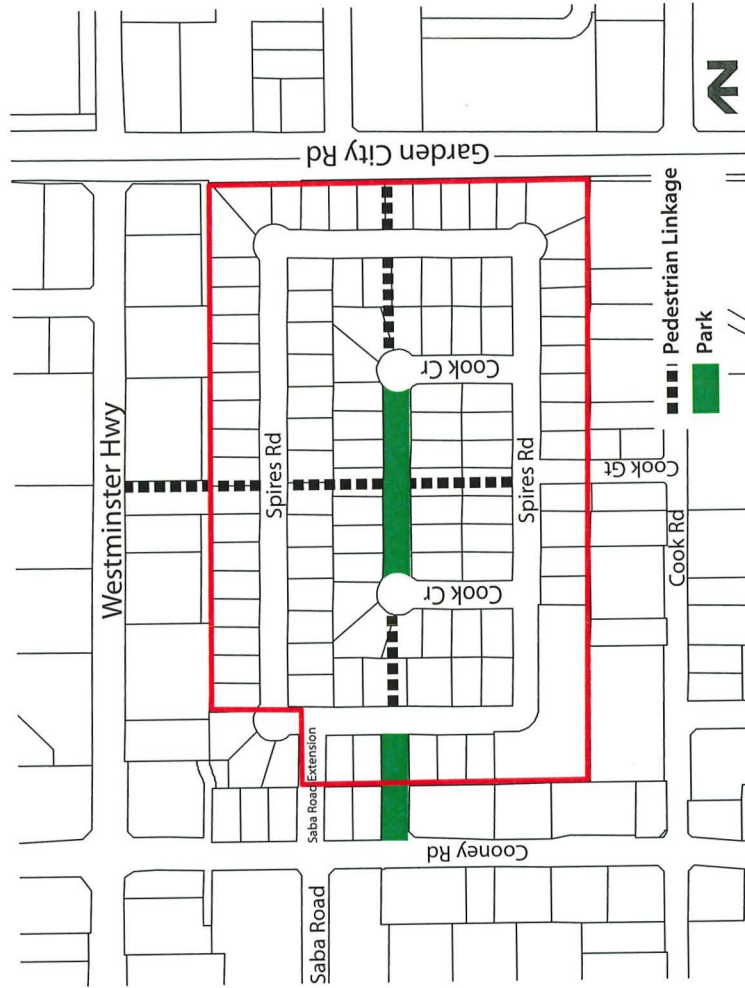 N
Garden City Rd
Westminster Hwy
Spires Rd
Cook Cr
Cook Cr
Spires Rd
Pedestrian Linkage
Park
Cook Gt
Cook Rd
Saba Road Extension
Cooney Rd
Saba Road